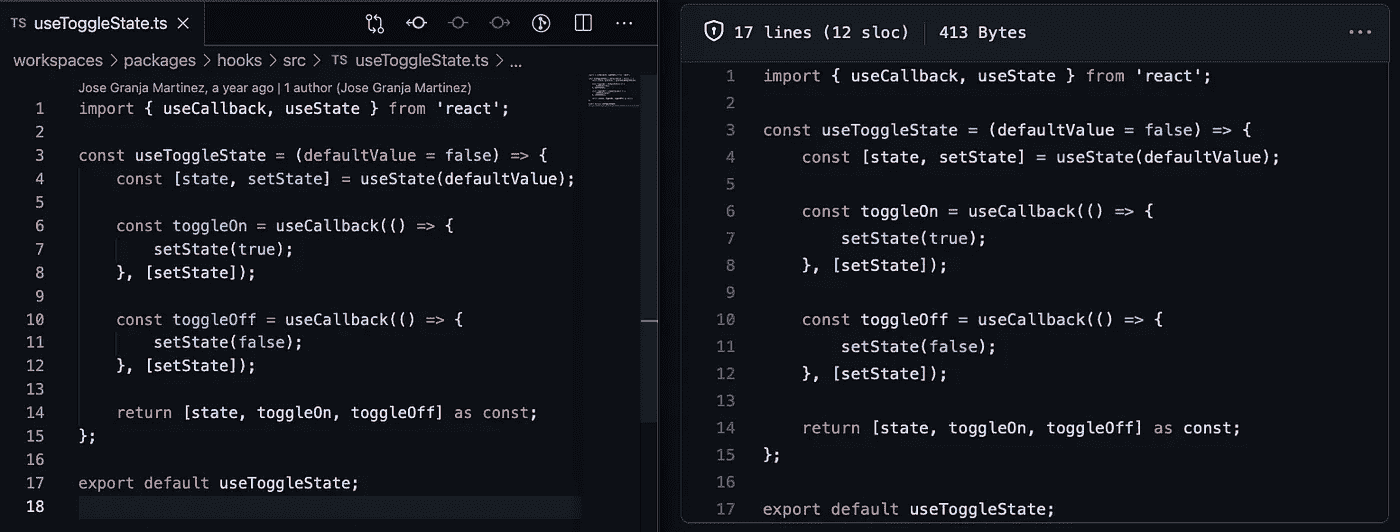 TS useToggleState.ts
workspaces > packages > hooks > src > TS useToggleState.ts > ...
Jose Granja Martinez, a year ago | 1 author (Jose Granja Martinez)
1 import { useCallback, useState } from 'react';
2
3 const useToggleState = (defaultValue = false) => {
4 const [state, setState] = useState(defaultValue);
5
6 const toggleOn = useCallback(() => {
7 setState(true);
8 }, [setState]);
9
10 const toggleOff = useCallback(() => {
11 setState(false);
12 }, [setState]);
13
14 return [state, toggleOn, toggleOff] as const;
15 };
16
17 export default useToggleState;
18
17 lines (12 sloc) 413 Bytes
1 import { useCallback, useState } from 'react';
2
3 const useToggleState = (defaultValue = false) => {
4 const [state, setState] = useState(defaultValue);
5
6 const toggleOn = useCallback(() => {
7 setState(true);
8 }, [setState]);
9
10 const toggleOff = useCallback(() => {
11 setState(false);
12 }, [setState]);
13
14 return [state, toggleOn, toggleOff] as const;
15 };
16
17 export default useToggleState;